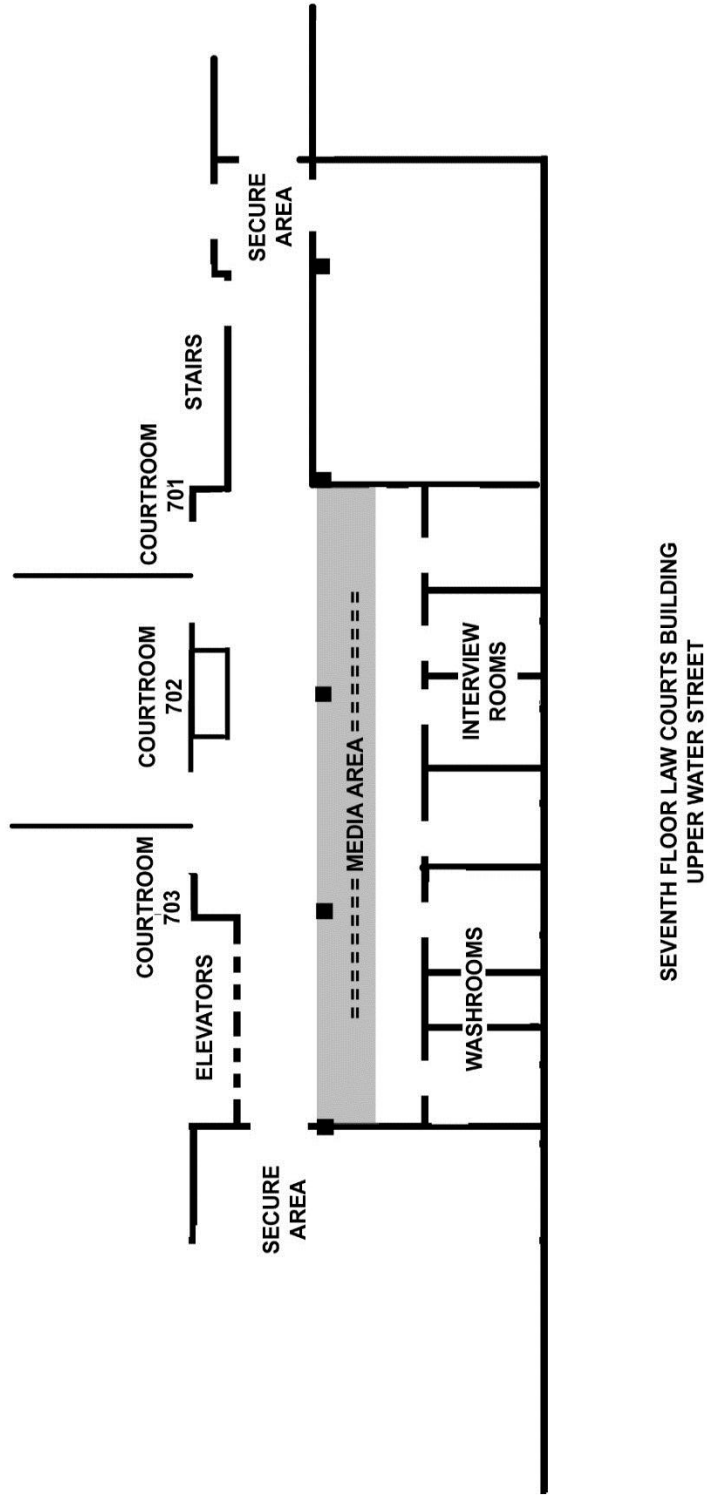 SECURE
AREA
ELEVATORS
COURTROOM
703
COURTROOM
702
COURTROOM
701
STAIRS
SECURE
AREA
========= MEDIA AREA =========
WASHROOMS
INTERVIEW
ROOMS
SEVENTH FLOOR LAW COURTS BUILDING
UPPER WATER STREET